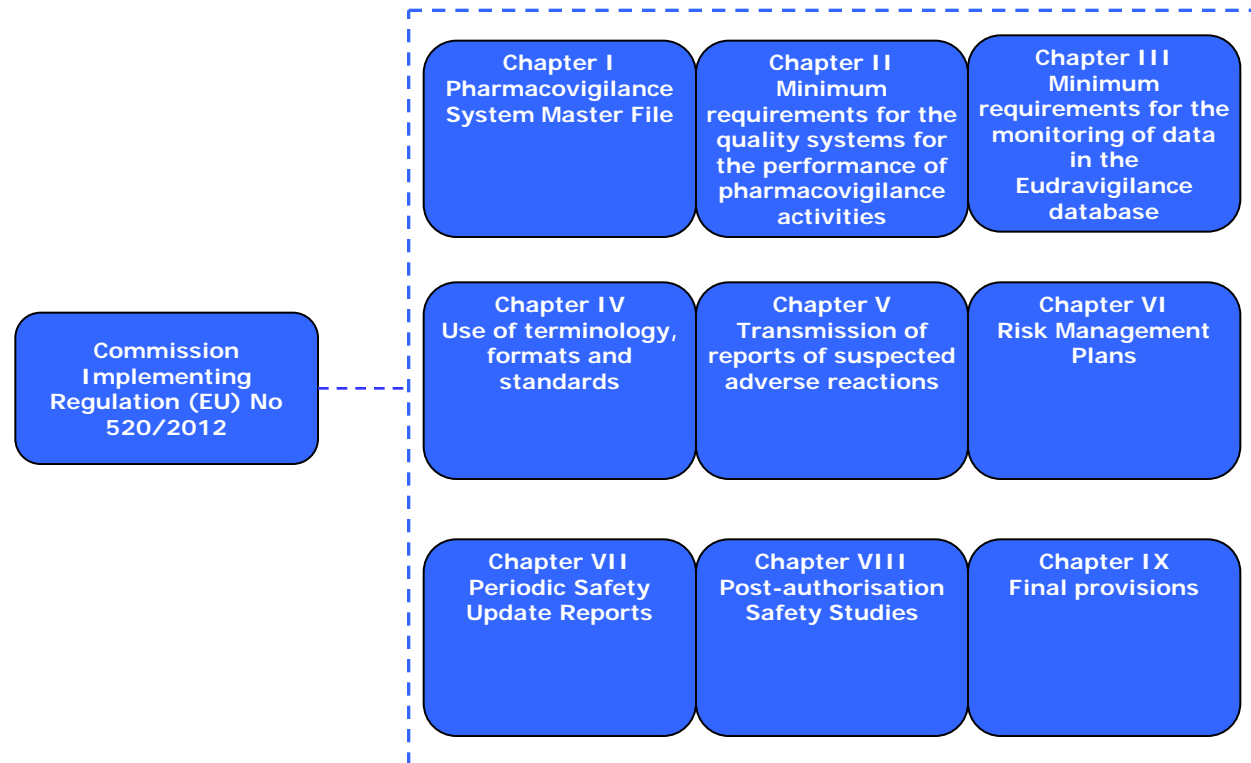 Commission
Implementing
Regulation (EU) No
520/2012
Chapter I
Pharmacovigilance
System Master File
Chapter II
Minimum
requirements for the
quality systems for
the performance of
pharmacovigilance
activities
Chapter III
Minimum
requirements for the
monitoring of data
in the
Eudravigilance
database
Chapter IV
Use of terminology,
formats and
standards
Chapter V
Transmission of
reports of suspected
adverse reactions
Chapter VI
Risk Management
Plans
Chapter VII
Periodic Safety
Update Reports
Chapter VIII
Post-authorisation
Safety Studies
Chapter IX
Final provisions